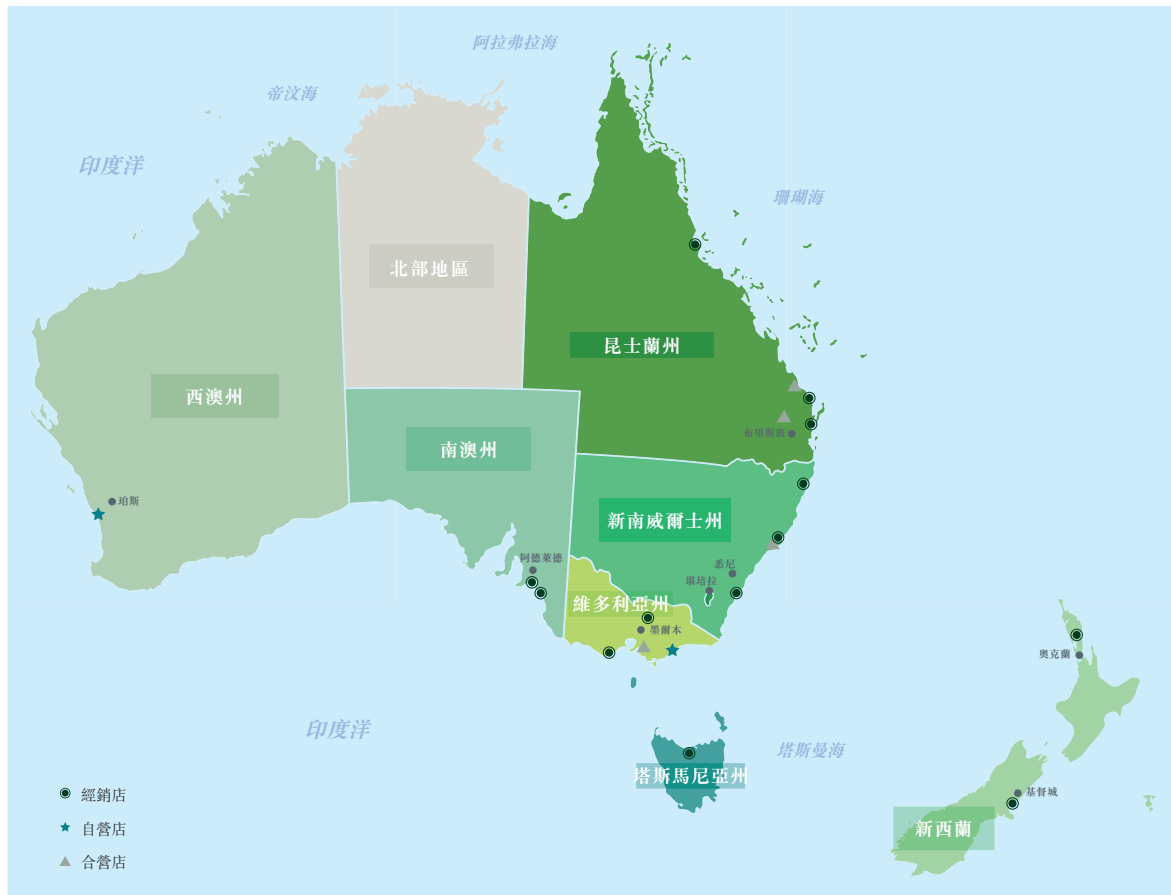 阿拉弗拉海
帝汶海
印度洋
珊瑚海
北部地區
昆士蘭州
西澳州
布里斯班
南澳州
珀斯
新南威爾士州
阿德萊德
悉尼
堪培拉
維多利亞州
墨爾本
奧克蘭
印度洋
塔斯曼海
塔斯馬尼亞州
經銷店
基督城
自營店
新西蘭
合營店